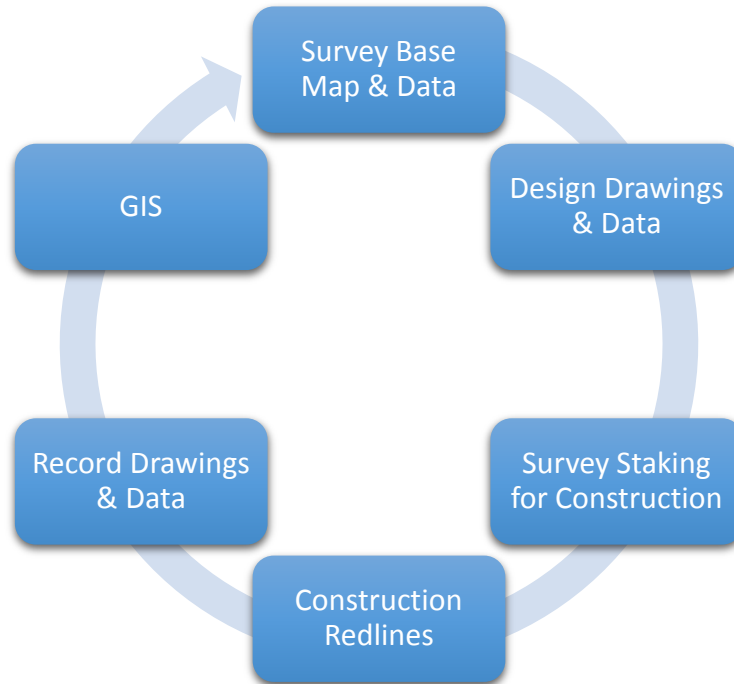 Survey Base
Map & Data
Design Drawings
& Data
Survey Staking
for Construction
Construction
Redlines
Record Drawings
& Data
GIS